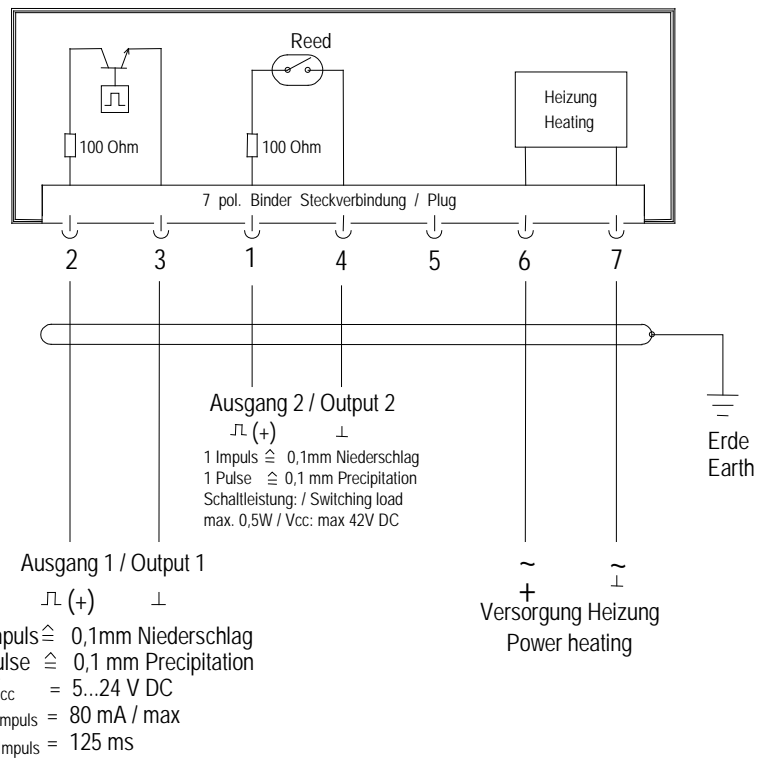 Reed
100 Ohm
100 Ohm
Heizung
Heating
7 pol. Binder Steckverbindung / Plug
2 3 1 4 5 6 7
Erde
Earth
Ausgang 2 / Output 2
(+) ⊥
1 Impuls ≙ 0,1mm Niederschlag
1 Pulse ≙ 0,1 mm Precipitation
Schaltleistung: / Switching load
max. 0,5W / Vcc: max 42V DC
Ausgang 1 / Output 1
(+) ⊥
≙ 0,1mm Niederschlag
≙ 0,1 mm Precipitation
cc = 5...24 V DC
Impuls = 80 mA / max
Impuls = 125 ms
~ ~
+ ⊥
Versorgung Heizung
Power heating